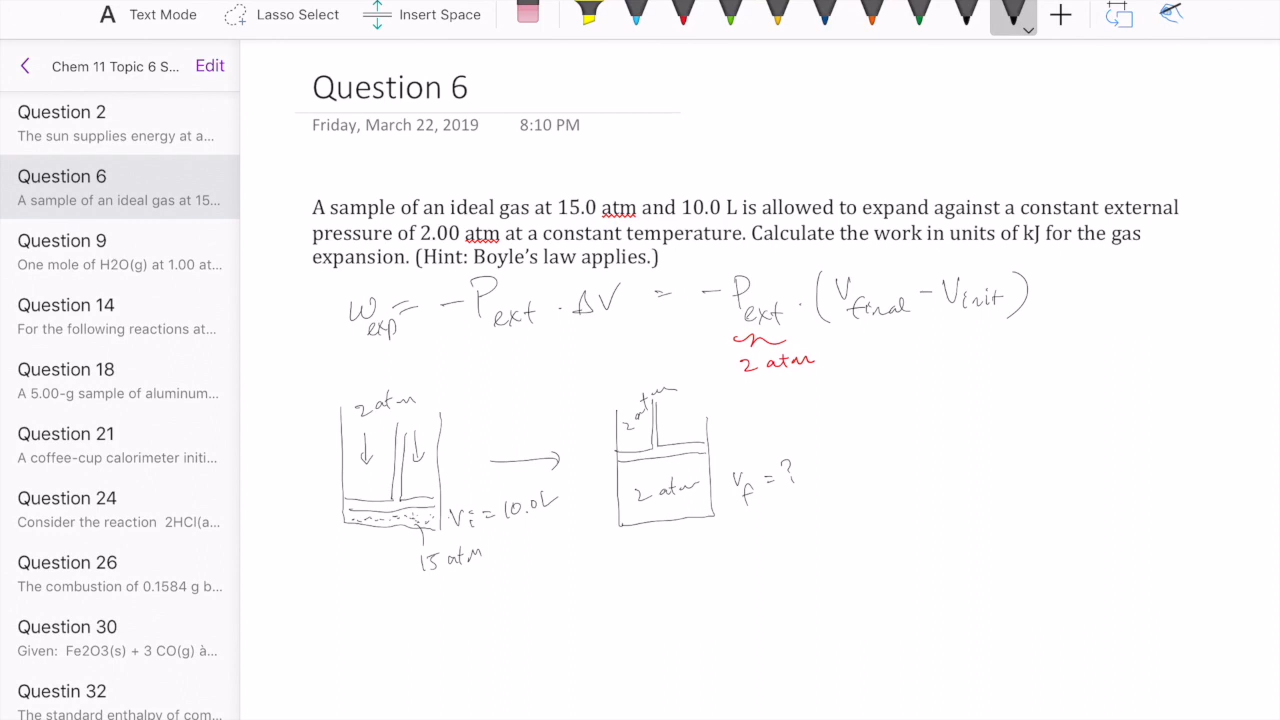 Text Mode
Lasso Select
Insert Space
Chem 11 Topic 6 S...
Edit
Question 2
The sun supplies energy at a...
Question 6
A sample of an ideal gas at 15...
Question 9
One mole of H2O(g) at 1.00 at...
Question 14
For the following reactions at...
Question 18
A 5.00-g sample of aluminum...
Question 21
A coffee-cup calorimeter initi...
Question 24
Consider the reaction 2HCl(a...
Question 26
The combustion of 0.1584 g b...
Question 30
Given: Fe2O3(s) + 3 CO(g) à...
Questin 32
The standard enthalpy of com...
Question 6
Friday, March 22, 2019 8:10 PM
A sample of an ideal gas at 15.0 atm and 10.0 L is allowed to expand against a constant external
pressure of 2.00 atm at a constant temperature. Calculate the work in units of kJ for the gas
expansion. (Hint: Boyle’s law applies.)
w exp = - P ext · ΔV = - P ext · (V final - V init)
2 atm
2 atm
Vi = 10.0L
15 atm
2 atm
2 atm
Vf = ?